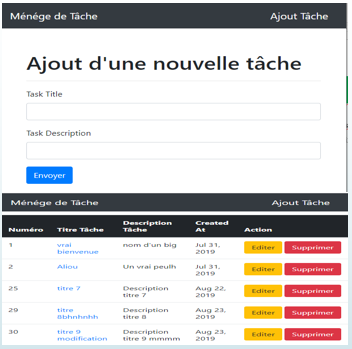 Ménége de Tâche Ajout Tâche
Ajout d'une nouvelle tâche
Task Title
Task Description
Envoyer
Ménége de Tâche Ajout Tâche
Numéro Titre Tâche Description Tâche Created At Action
1 vrai bienvenue nom d'un big Jul 31, 2019 Editer Supprimer
2 Aliou Un vrai peulh Jul 31, 2019 Editer Supprimer
25 titre 7 Description titre 7 Aug 22, 2019 Editer Supprimer
29 titre 8bhnhnhh Description titre 8 Aug 23, 2019 Editer Supprimer
30 titre 9 modification Description titre 9 mmmm Aug 23, 2019 Editer Supprimer